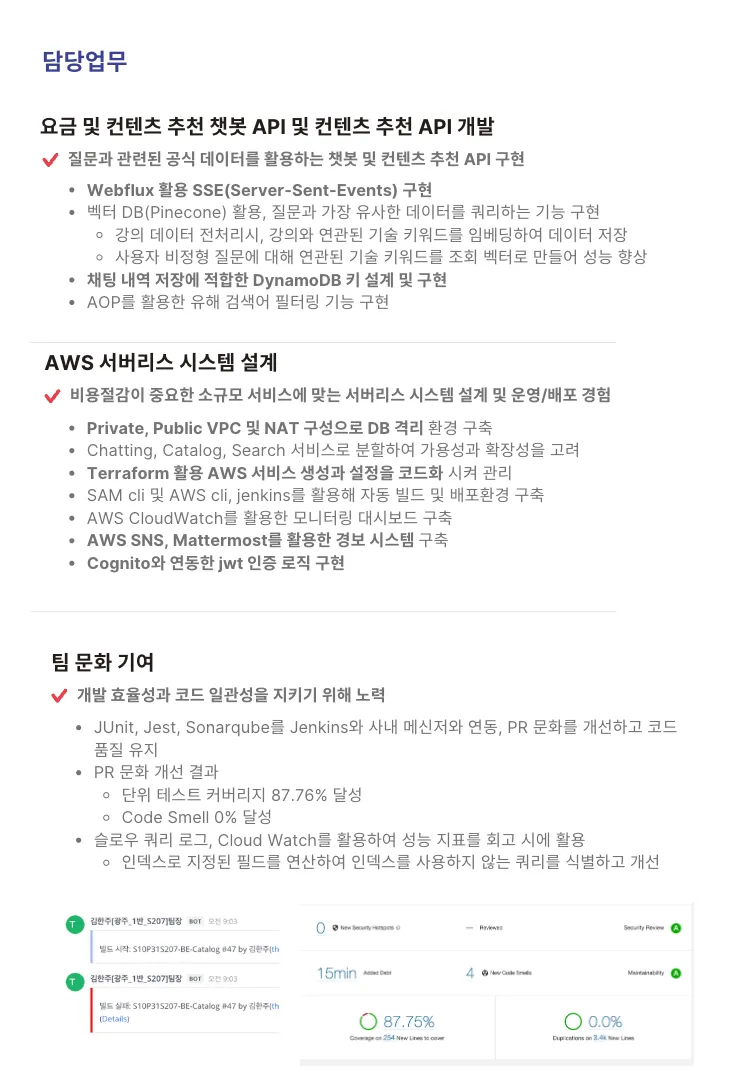 담당업무
요금 및 컨텐츠 추천 챗봇 API 및 컨텐츠 추천 API 개발
질문과 관련된 공식 데이터를 활용하는 챗봇 및 컨텐츠 추천 API 구현
• Webflux 활용 SSE(Server-Sent-Events) 구현
• 벡터 DB(Pinecone) 활용, 질문과 가장 유사한 데이터를 쿼리하는 기능 구현
◦ 강의 데이터 전처리시, 강의와 연관된 기술 키워드를 임베딩하여 데이터 저장
◦ 사용자 비정형 질문에 대해 연관된 기술 키워드를 조회 벡터로 만들어 성능 향상
• 채팅 내역 저장에 적합한 DynamoDB 키 설계 및 구현
• AOP를 활용한 유해 검색어 필터링 기능 구현
AWS 서버리스 시스템 설계
비용절감이 중요한 소규모 서비스에 맞는 서버리스 시스템 설계 및 운영/배포 경험
• Private, Public VPC 및 NAT 구성으로 DB 격리 환경 구축
• Chatting, Catalog, Search 서비스로 분할하여 가용성과 확장성을 고려
• Terraform 활용 AWS 서비스 생성과 설정을 코드화 시켜 관리
• SAM cli 및 AWS cli, jenkins를 활용해 자동 빌드 및 배포환경 구축
• AWS CloudWatch를 활용한 모니터링 대시보드 구축
• AWS SNS, Mattermost를 활용한 경보 시스템 구축
• Cognito와 연동한 jwt 인증 로직 구현
팀 문화 기여
개발 효율성과 코드 일관성을 지키기 위해 노력
• JUnit, Jest, Sonarqube를 Jenkins와 사내 메신저와 연동, PR 문화를 개선하고 코드
품질 유지
• PR 문화 개선 결과
◦ 단위 테스트 커버리지 87.76% 달성
◦ Code Smell 0% 달성
• 슬로우 쿼리 로그, Cloud Watch를 활용하여 성능 지표를 회고 시에 활용
◦ 인덱스로 지정된 필드를 연산하여 인덱스를 사용하지 않는 쿼리를 식별하고 개선
T 김한주[광주_1반_S207]팀장 BOT 오전 9:03
빌드 시작: S10P31S207-BE-Catalog #47 by 김한주(th
T 김한주[광주_1반_S207]팀장 BOT 오전 9:03
빌드 실패: S10P31S207-BE-Catalog #47 by 김한주(th
(Details)
0 New Security Hotspots — Reviewed Security Review A
15min Added Debt 4 New Code Smells Maintainability A
87.75% 0.0%
Coverage on 254 New Lines to cover Duplications on 3.4k New Lines